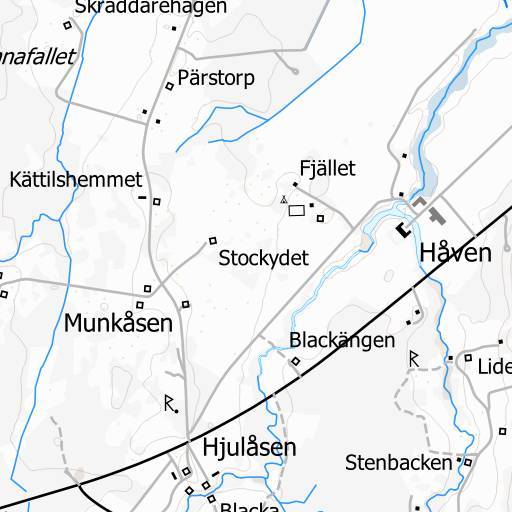 Skräddarehagen
nafallet
Pärstorp
Fjället
Kättilshemmet
Stockydet
Håven
Munkåsen
Blackängen
Lide
Hjulåsen
Stenbacken
Blacka